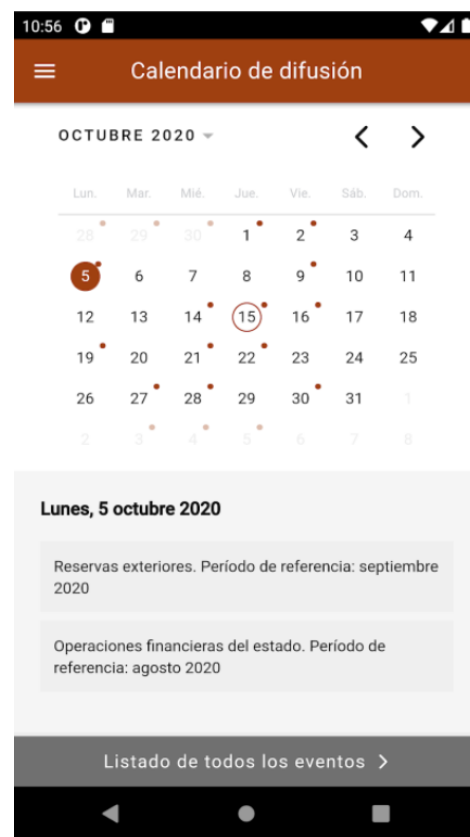 10:56
Calendario de difusión
OCTUBRE 2020
Lun. Mar. Mié. Jue. Vie. Sáb. Dom.
28 29 30 1 2 3 4
5 6 7 8 9 10 11
12 13 14 15 16 17 18
19 20 21 22 23 24 25
26 27 28 29 30 31 1
2 3 4 5 6 7 8
Lunes, 5 octubre 2020
Reservas exteriores. Período de referencia: septiembre
2020
Operaciones financieras del estado. Período de
referencia: agosto 2020
Listado de todos los eventos